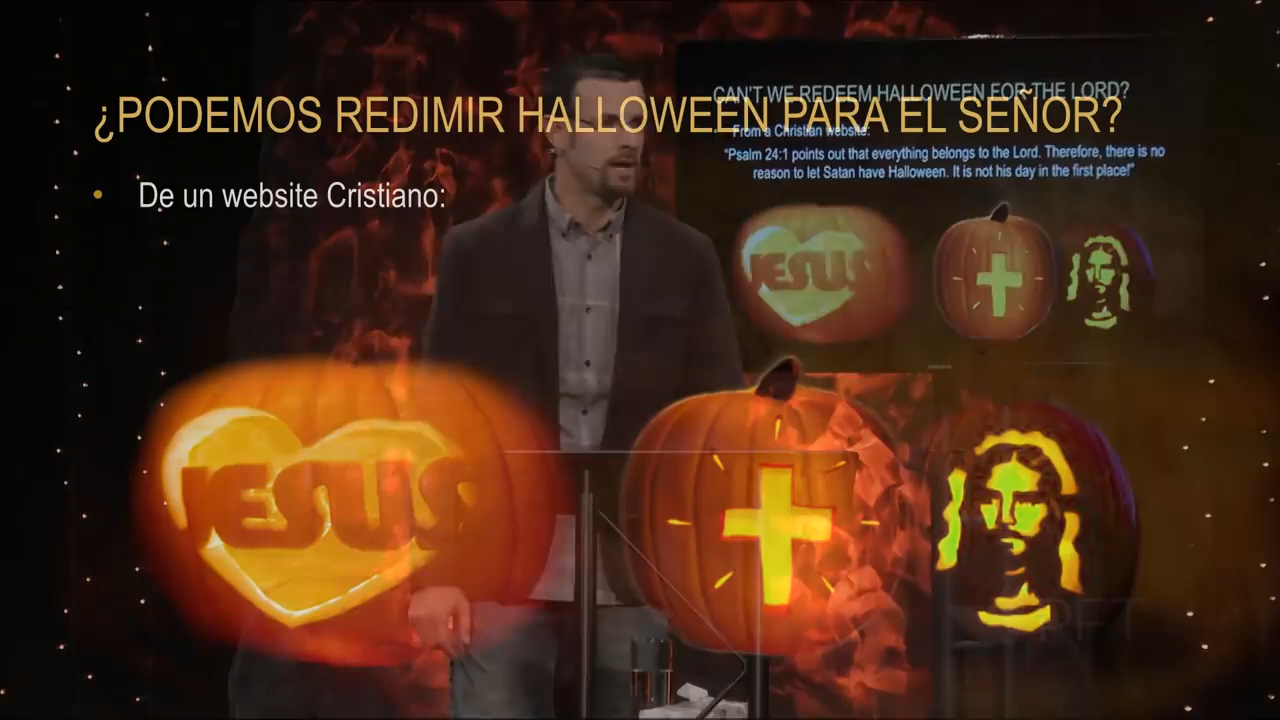 ¿PODEMOS REDIMIR HALLOWEEN PARA EL SEÑOR?
• De un website Cristiano:
CAN'T WE REDEEM HALLOWEEN FOR THE LORD?
From a Christian website:
"Psalm 24:1 points out that everything belongs to the Lord. Therefore, there is no
reason to let Satan have Halloween. It is not his day in the first place!"
JESUS
JESUS